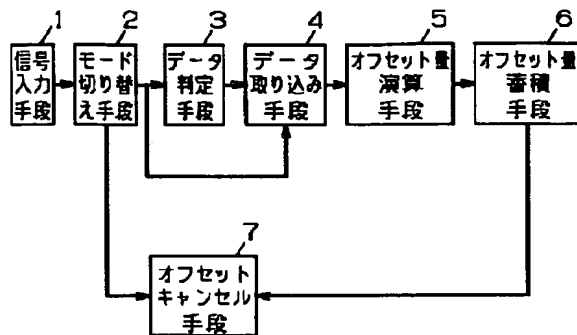 1
信号
入力
手段
2
モード
切り替
え手段
3
データ
判定
手段
4
データ
取り込み
手段
5
オフセット量
演算
手段
6
オフセット量
蓄積
手段
7
オフセット
キャンセル
手段